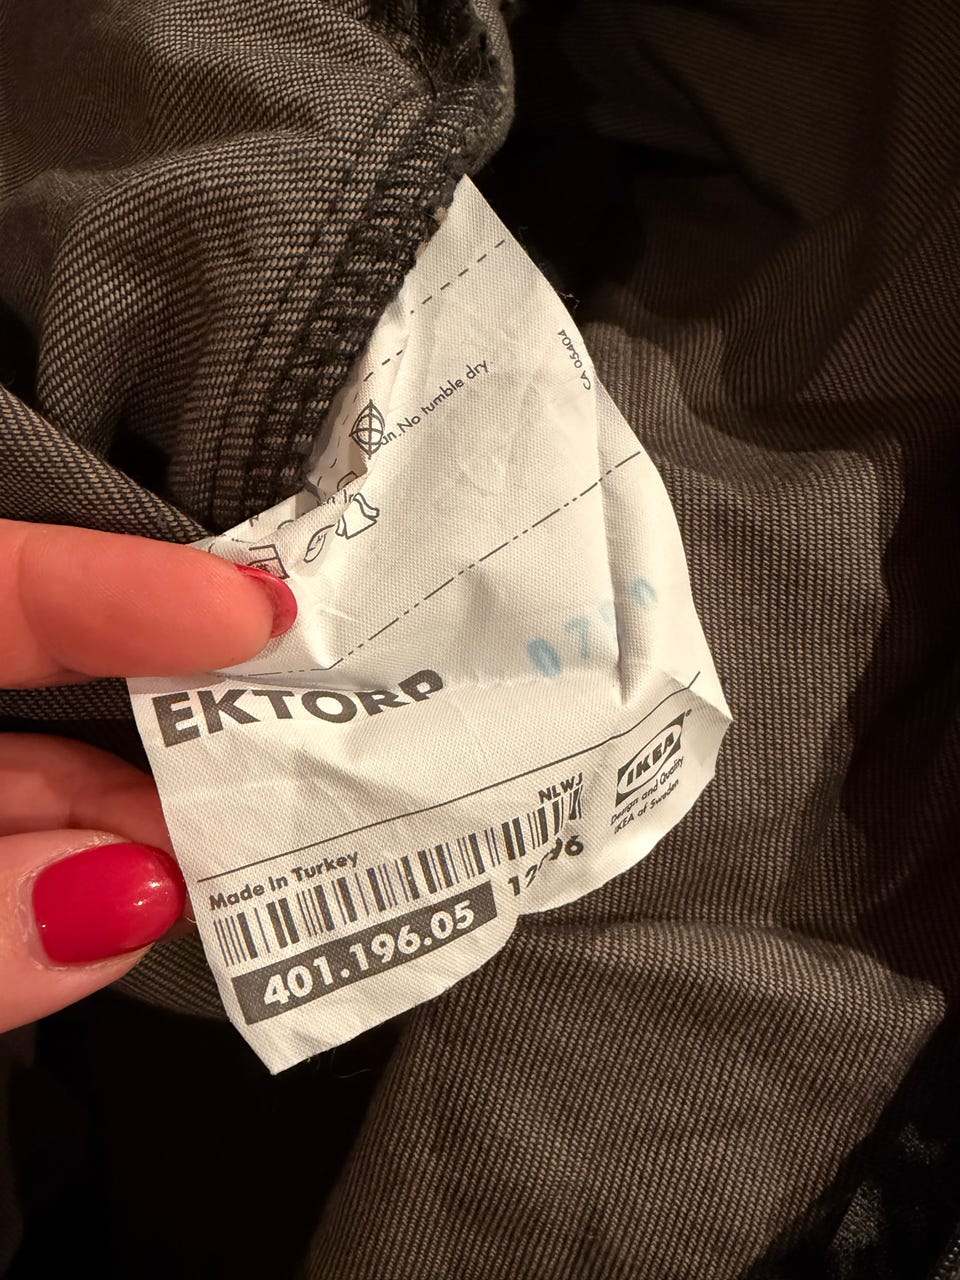 CA 05404
No tumble dry
EKTORP
IKEA
Design and Quality
IKEA of Sweden
NLWJ
Made in Turkey
401.196.05